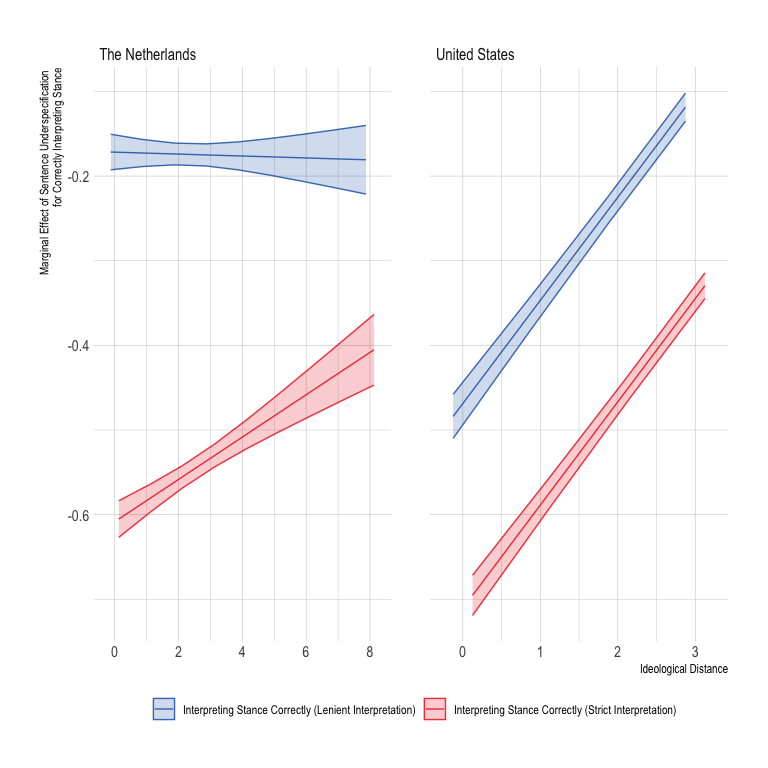 The Netherlands
United States
Marginal Effect of Sentence Underspecification
for Correctly Interpreting Stance
-0.2
-0.4
-0.6
0 2 4 6 8
0 1 2 3
Ideological Distance
Interpreting Stance Correctly (Lenient Interpretation)
Interpreting Stance Correctly (Strict Interpretation)